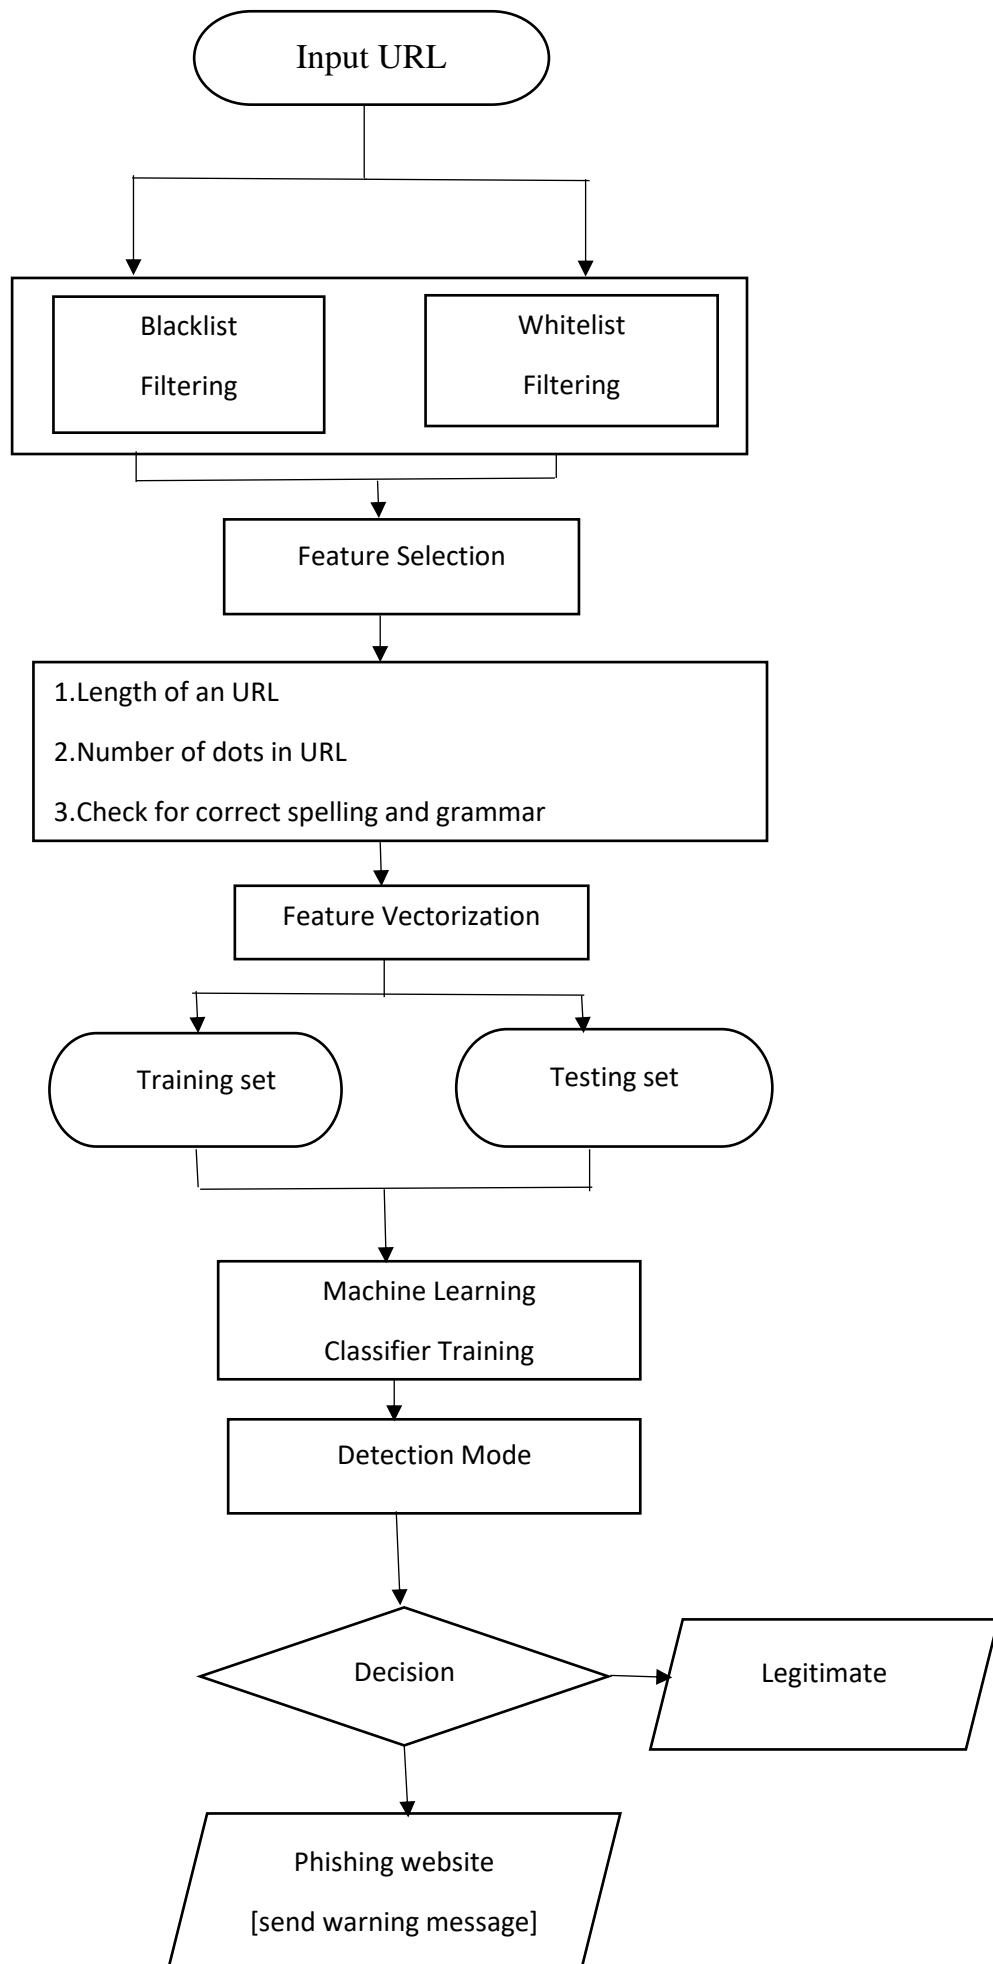 Input URL
Blacklist
Filtering
Whitelist
Filtering
Feature Selection
1.Length of an URL
2.Number of dots in URL
3.Check for correct spelling and grammar
Feature Vectorization
Training set
Testing set
Machine Learning
Classifier Training
Detection Mode
Decision
Legitimate
Phishing website
[send warning message]